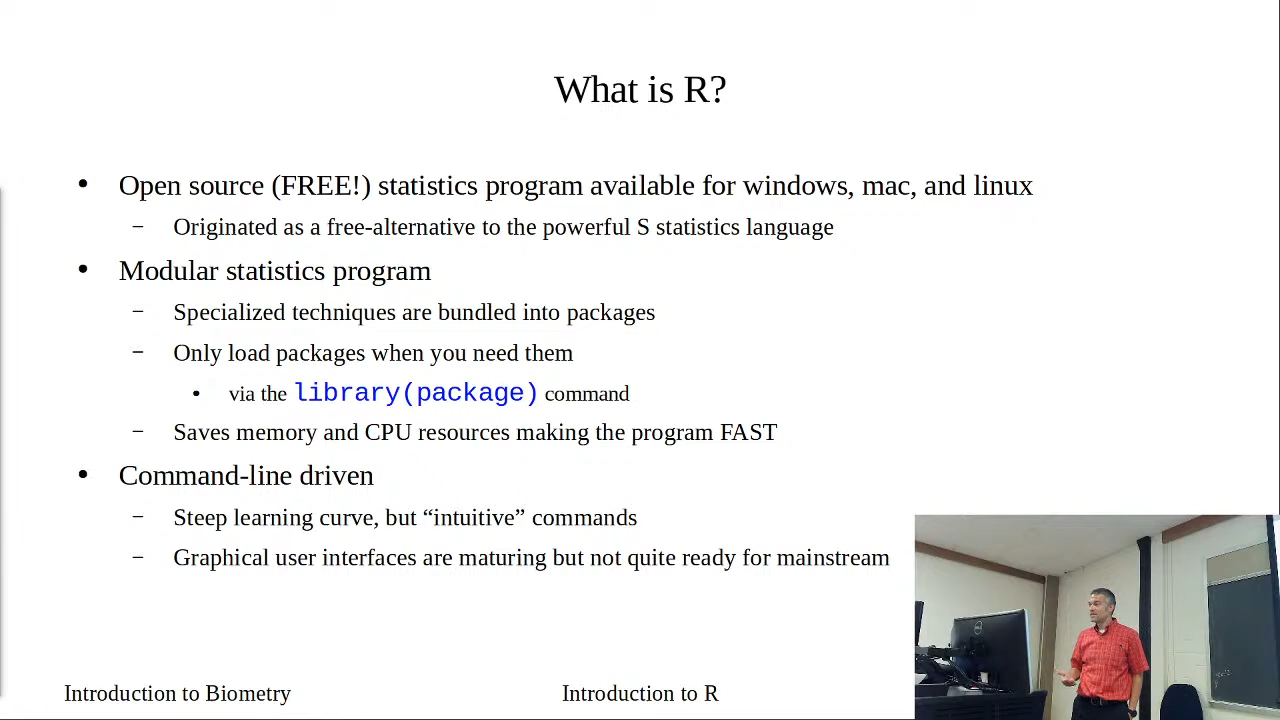 What is R?
• Open source (FREE!) statistics program available for windows, mac, and linux
– Originated as a free-alternative to the powerful S statistics language
• Modular statistics program
– Specialized techniques are bundled into packages
– Only load packages when you need them
• via the library(package) command
– Saves memory and CPU resources making the program FAST
• Command-line driven
– Steep learning curve, but “intuitive” commands
– Graphical user interfaces are maturing but not quite ready for mainstream
Introduction to Biometry
Introduction to R